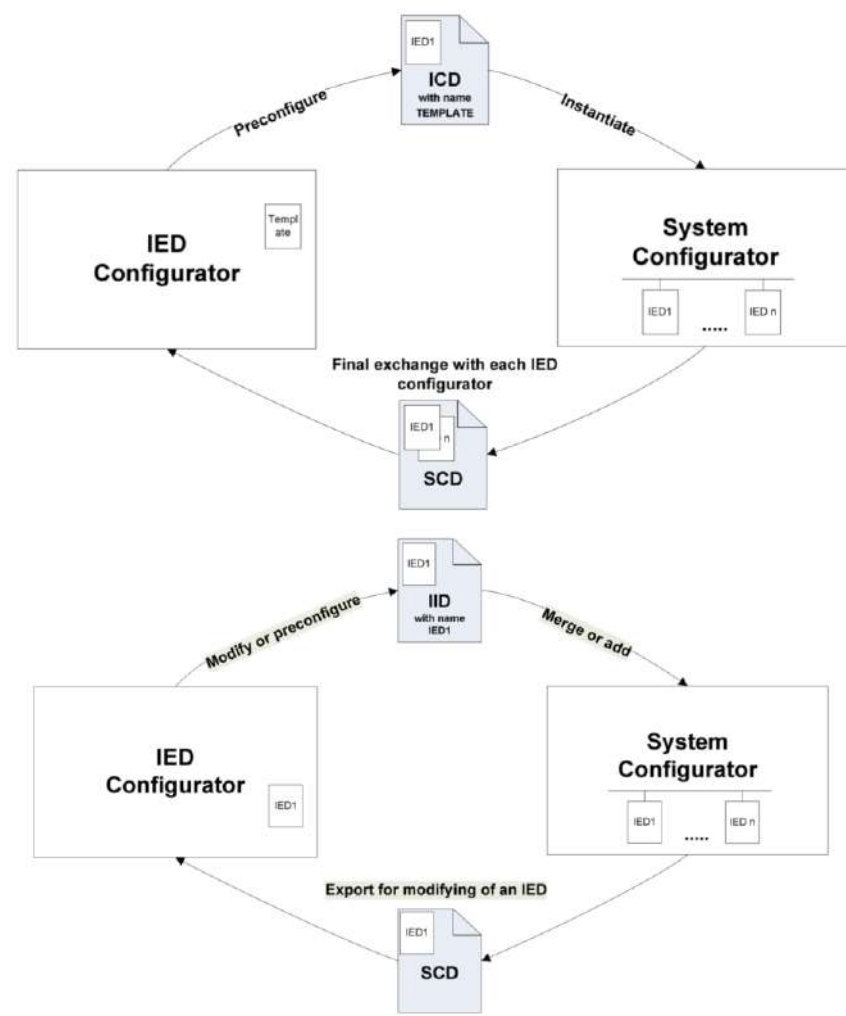 IED1
ICD
with name
TEMPLATE
Preconfigure
Instantiate
IED
Configurator
Templ
ate
System
Configurator
IED1
.....
IED n
Final exchange with each IED
configurator
IED1
n
SCD
IED1
IID
with name
IED1
Modify or preconfigure
Merge or add
IED
Configurator
IED1
System
Configurator
IED1
.....
IED n
Export for modifying of an IED
IED1
SCD